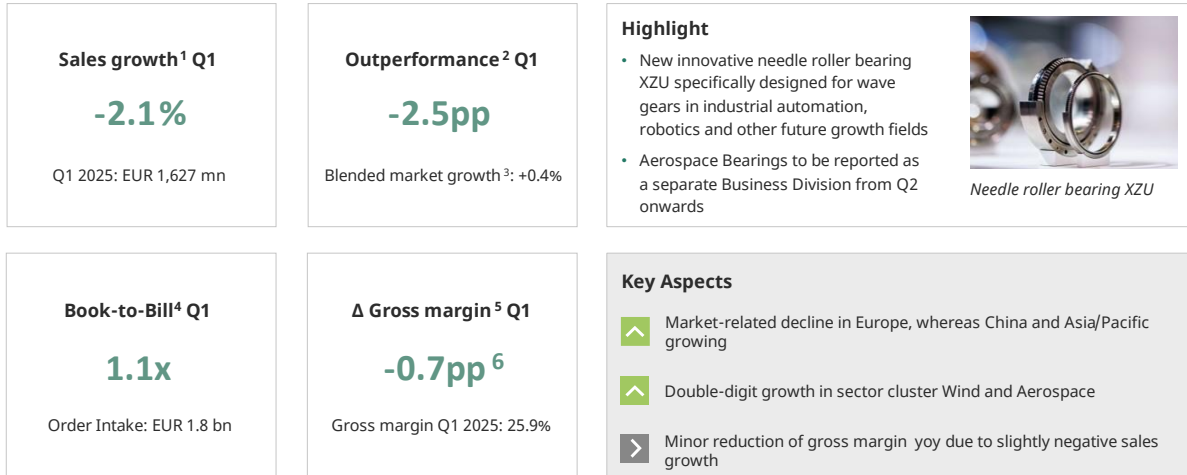 Sales growth¹ Q1
-2.1%
Q1 2025: EUR 1,627 mn
Outperformance² Q1
-2.5pp
Blended market growth³: +0.4%
Highlight
• New innovative needle roller bearing
XZU specifically designed for wave
gears in industrial automation,
robotics and other future growth fields
• Aerospace Bearings to be reported as
a separate Business Division from Q2
onwards
Needle roller bearing XZU
Book-to-Bill⁴ Q1
1.1x
Order Intake: EUR 1.8 bn
Δ Gross margin⁵ Q1
-0.7pp⁶
Gross margin Q1 2025: 25.9%
Key Aspects
Market-related decline in Europe, whereas China and Asia/Pacific
growing
Double-digit growth in sector cluster Wind and Aerospace
Minor reduction of gross margin yoy due to slightly negative sales
growth